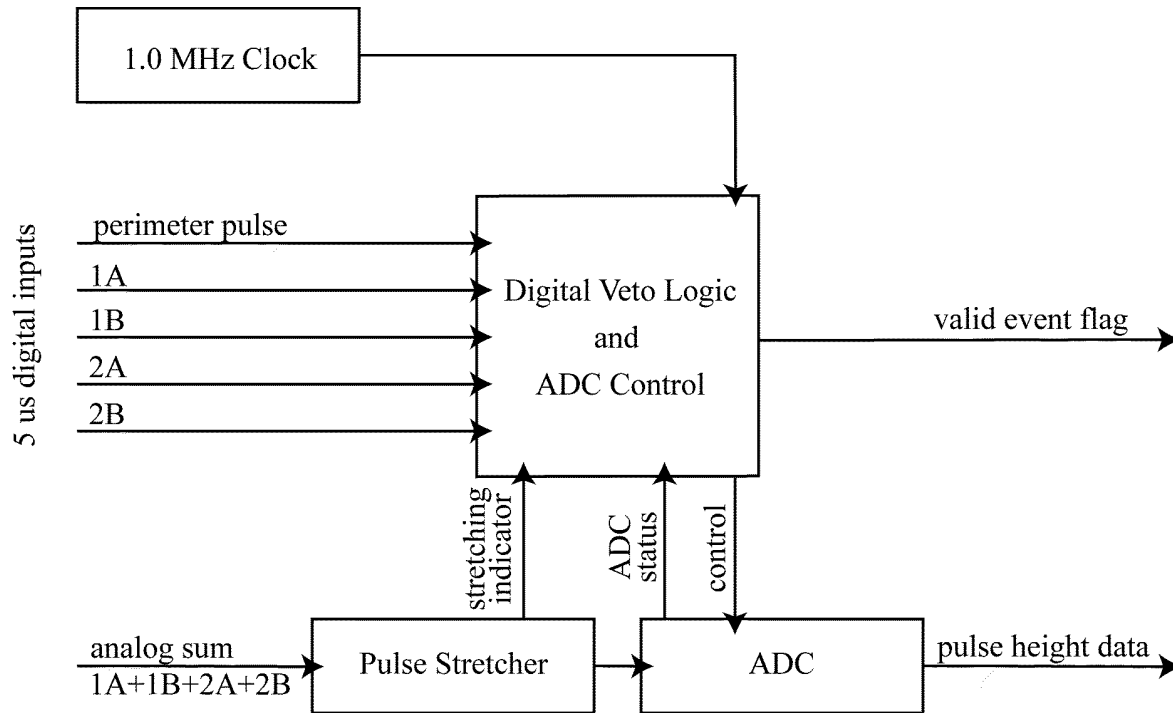 1.0 MHz Clock
5 us digital inputs
perimeter pulse
1A
1B
2A
2B
Digital Veto Logic
and
ADC Control
valid event flag
stretching
indicator
ADC
status
control
analog sum
1A+1B+2A+2B
Pulse Stretcher
ADC
pulse height data